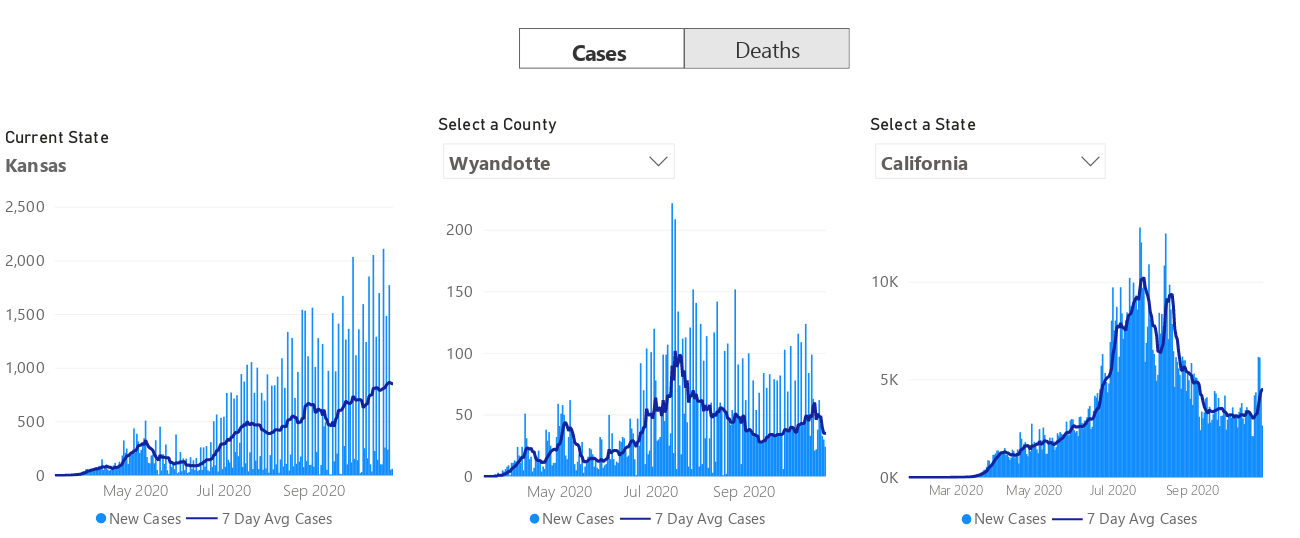 Cases Deaths
Current State
Kansas
2,500
2,000
1,500
1,000
500
0
May 2020 Jul 2020 Sep 2020
New Cases 7 Day Avg Cases
Select a County
Wyandotte
200
150
100
50
0
May 2020 Jul 2020 Sep 2020
New Cases 7 Day Avg Cases
Select a State
California
10K
5K
0K
Mar 2020 May 2020 Jul 2020 Sep 2020
New Cases 7 Day Avg Cases